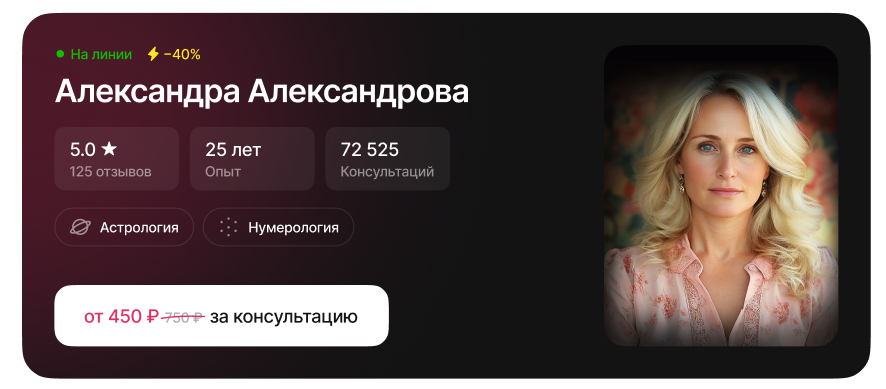 На линии −40%
Александра Александрова
5.0 25 лет 72 525
125 отзывов Опыт Консультаций
Астрология Нумерология
от 450 ₽ 750 ₽ за консультацию